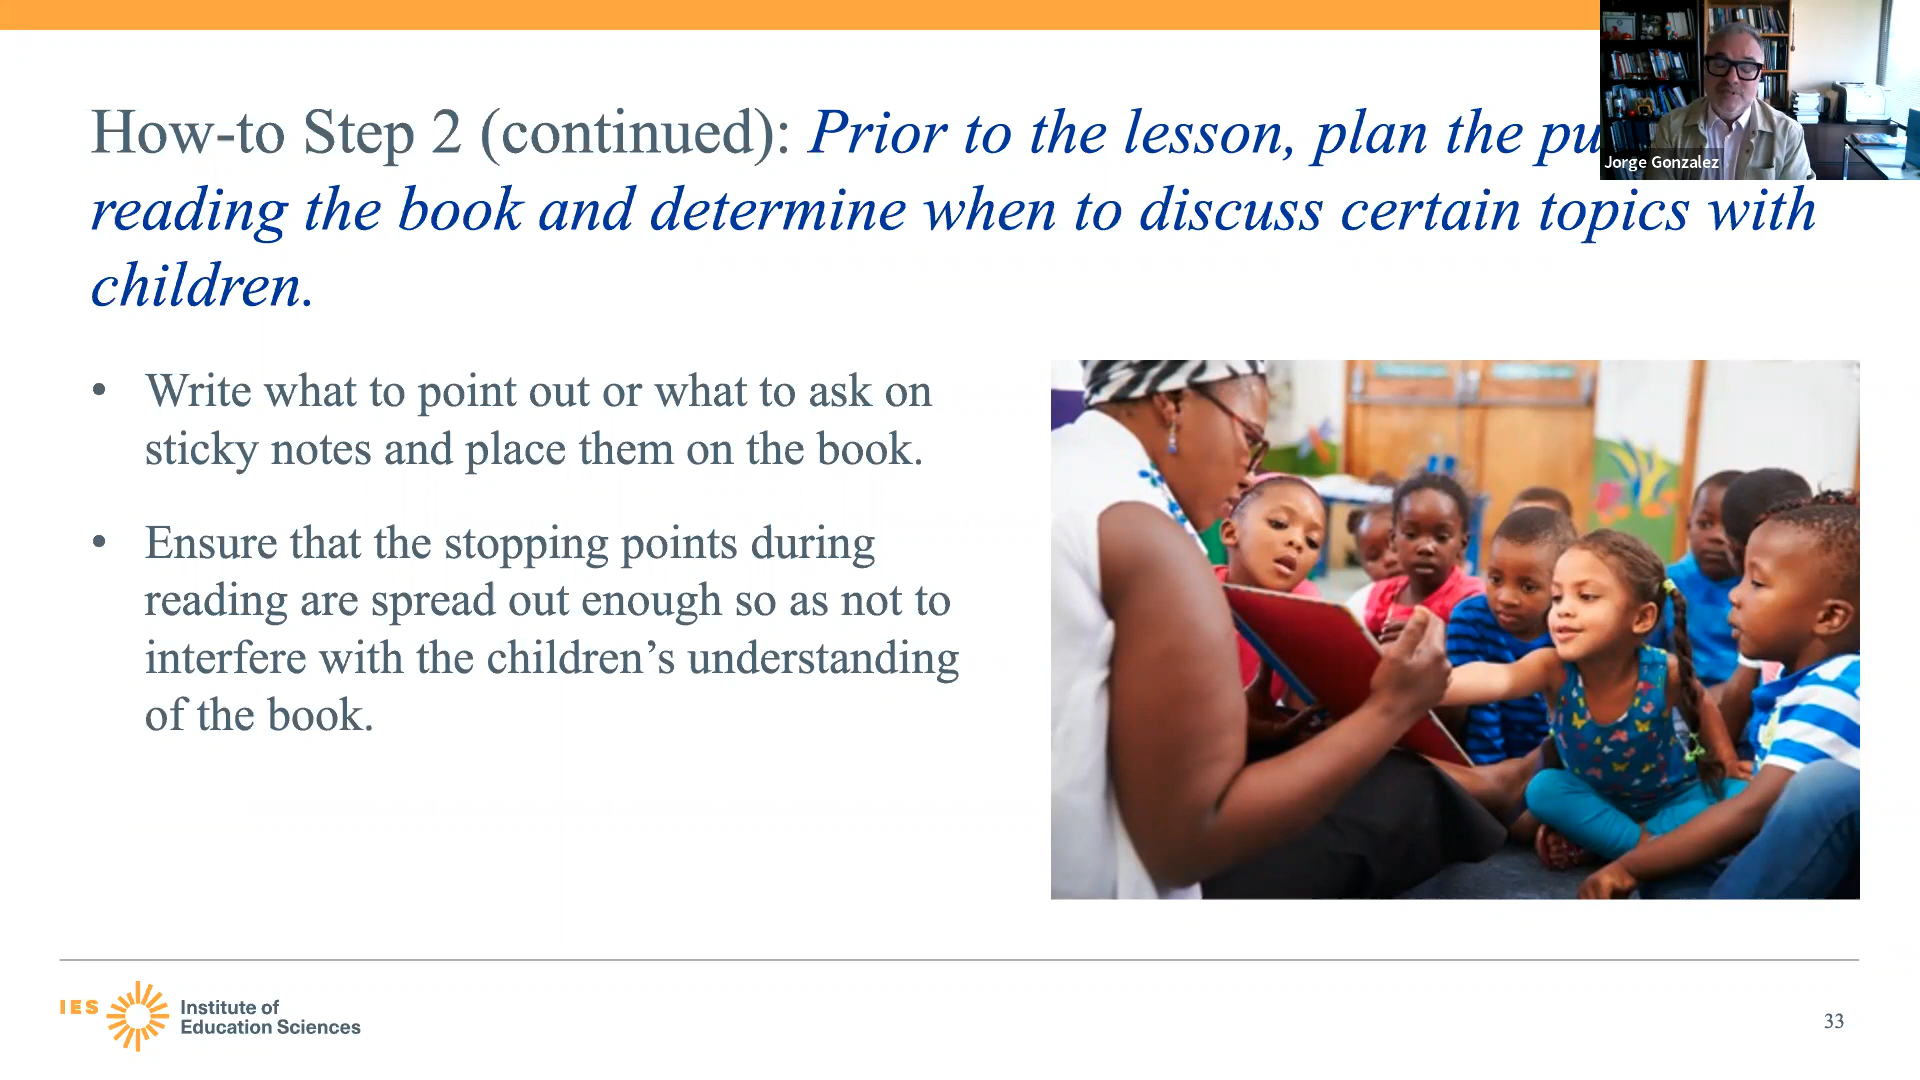 How-to Step 2 (continued): Prior to the lesson, plan the pu
reading the book and determine when to discuss certain topics with
children.
Jorge Gonzalez
• Write what to point out or what to ask on
sticky notes and place them on the book.
• Ensure that the stopping points during
reading are spread out enough so as not to
interfere with the children’s understanding
of the book.
IES
Institute of
Education Sciences
33